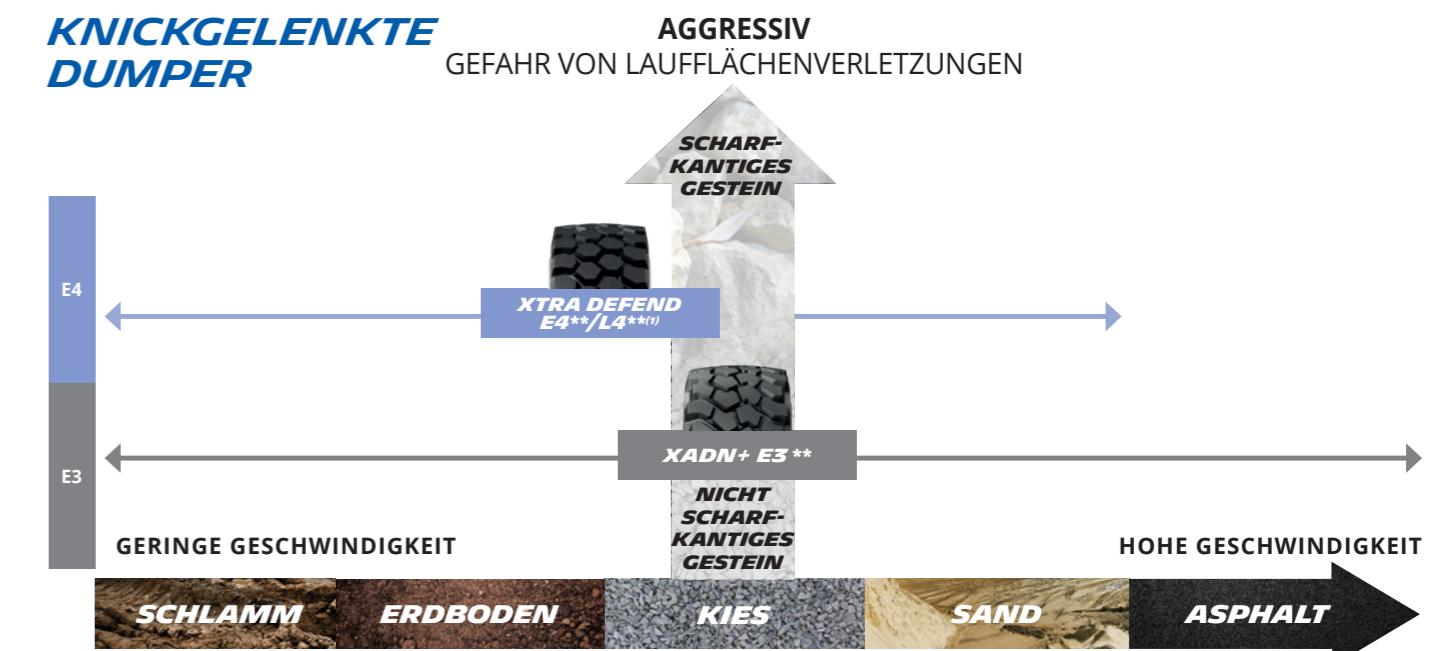 KNICKGELENKTE
DUMPER
AGGRESSIV
GEFAHR VON LAUFFLÄCHENVERLETZUNGEN
SCHARF-
KANTIGES
GESTEIN
E4
XTRA DEFEND
E4**/L4**(1)
E3
XADN+ E3 **
NICHT
SCHARF-
KANTIGES
GESTEIN
GERINGE GESCHWINDIGKEIT
HOHE GESCHWINDIGKEIT
SCHLAMM
ERDBODEN
KIES
SAND
ASPHALT